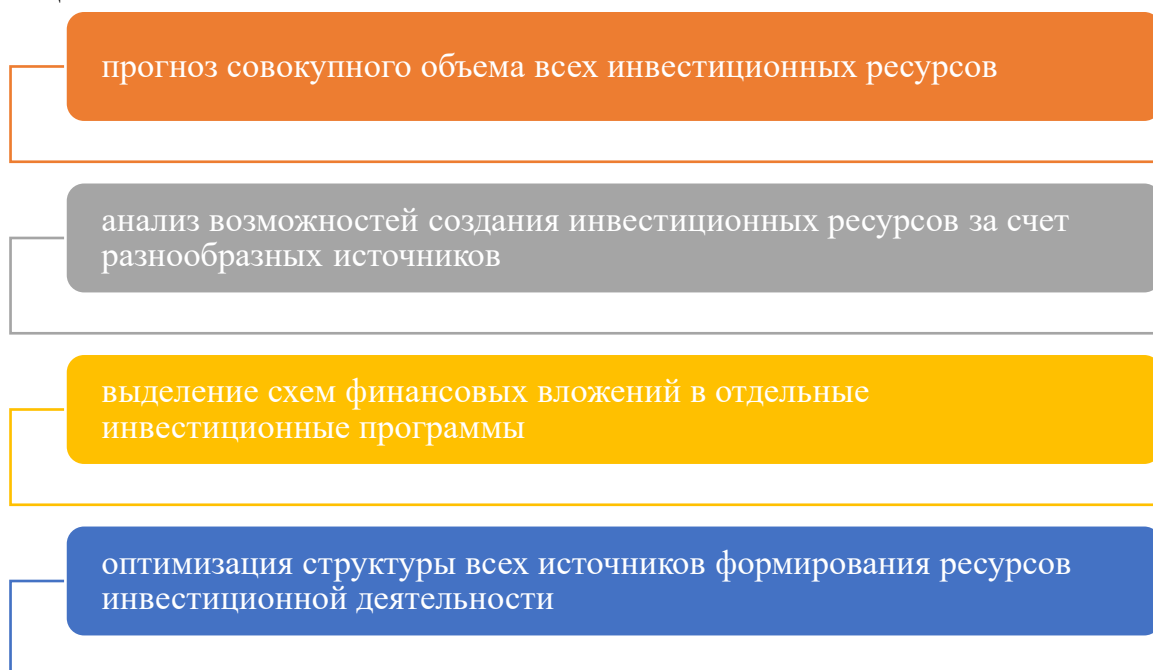 прогноз совокупного объема всех инвестиционных ресурсов
анализ возможностей создания инвестиционных ресурсов за счет
разнообразных источников
выделение схем финансовых вложений в отдельные
инвестиционные программы
оптимизация структуры всех источников формирования ресурсов
инвестиционной деятельности